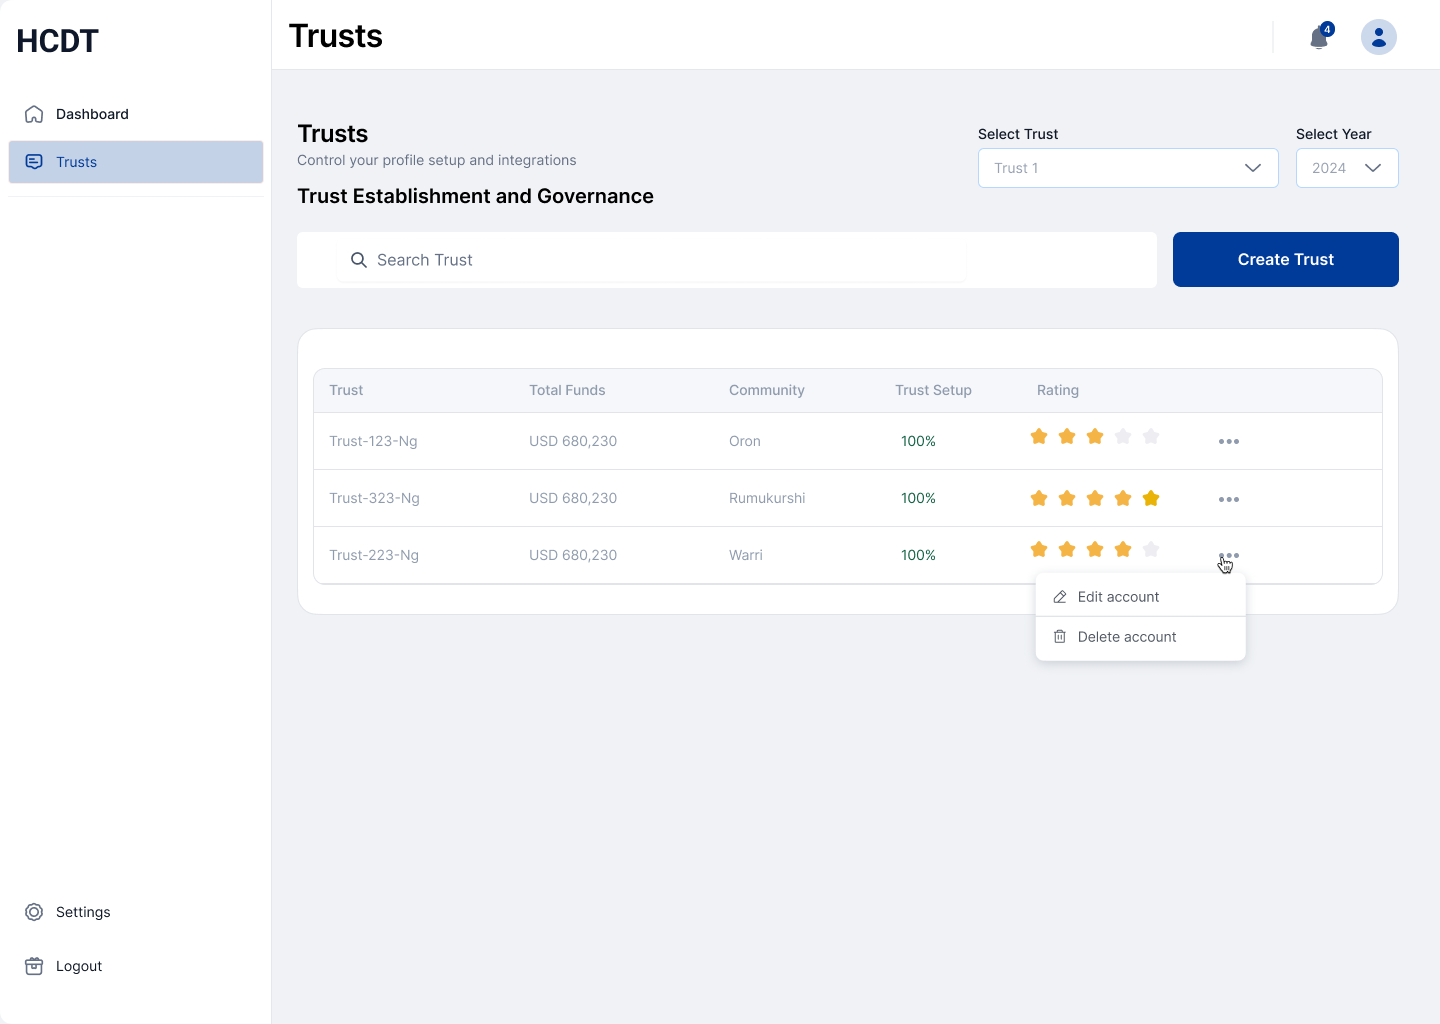 HCDT
Dashboard
Trusts
Settings
Logout
Trusts
4
Trusts
Control your profile setup and integrations
Trust Establishment and Governance
Select Trust
Trust 1
Select Year
2024
Search Trust
Create Trust
Trust Total Funds Community Trust Setup Rating
Trust-123-Ng USD 680,230 Oron 100%
Trust-323-Ng USD 680,230 Rumukurshi 100%
Trust-223-Ng USD 680,230 Warri 100%
Edit account
Delete account